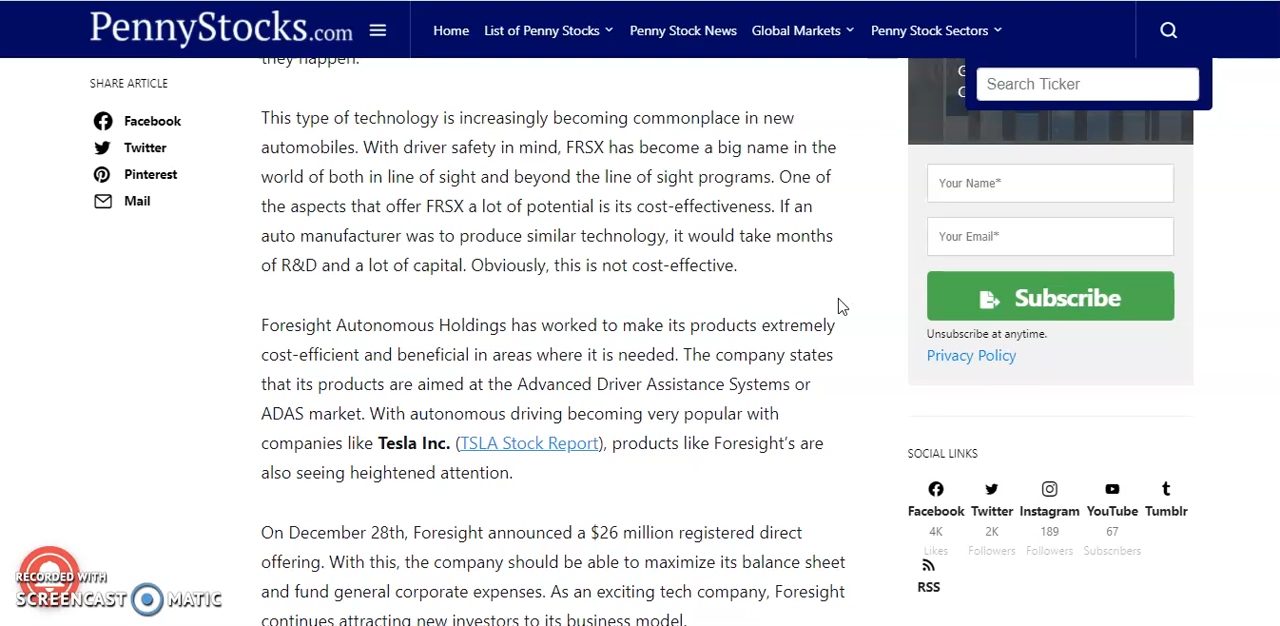 PennyStocks.com
Home
List of Penny Stocks
Penny Stock News
Global Markets
Penny Stock Sectors
Search Ticker
SHARE ARTICLE
Facebook
Twitter
Pinterest
Mail
they happen.
This type of technology is increasingly becoming commonplace in new
automobiles. With driver safety in mind, FRSX has become a big name in the
world of both in line of sight and beyond the line of sight programs. One of
the aspects that offer FRSX a lot of potential is its cost-effectiveness. If an
auto manufacturer was to produce similar technology, it would take months
of R&D and a lot of capital. Obviously, this is not cost-effective.
Foresight Autonomous Holdings has worked to make its products extremely
cost-efficient and beneficial in areas where it is needed. The company states
that its products are aimed at the Advanced Driver Assistance Systems or
ADAS market. With autonomous driving becoming very popular with
companies like Tesla Inc. (TSLA Stock Report), products like Foresight's are
also seeing heightened attention.
On December 28th, Foresight announced a $26 million registered direct
offering. With this, the company should be able to maximize its balance sheet
and fund general corporate expenses. As an exciting tech company, Foresight
continues attracting new investors to its business model.
Your Name*
Your Email*
Subscribe
Unsubscribe at anytime.
Privacy Policy
SOCIAL LINKS
Facebook
4K
Likes
Twitter
2K
Followers
Instagram
189
Followers
YouTube
67
Subscribers
Tumblr
RSS
RECORDED WITH
SCREENCAST MATIC